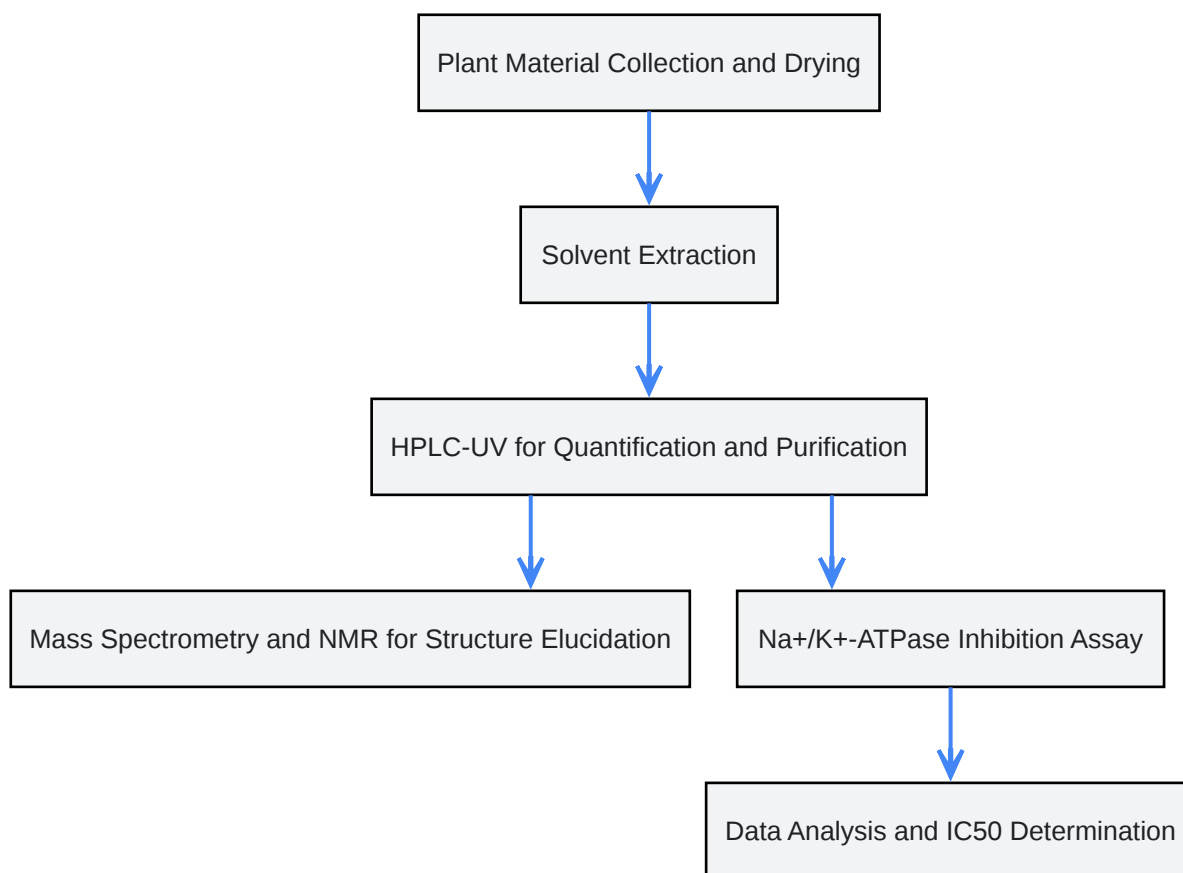 Plant Material Collection and Drying
Solvent Extraction
HPLC-UV for Quantification and Purification
Mass Spectrometry and NMR for Structure Elucidation
Na+/K+-ATPase Inhibition Assay
Data Analysis and IC50 Determination